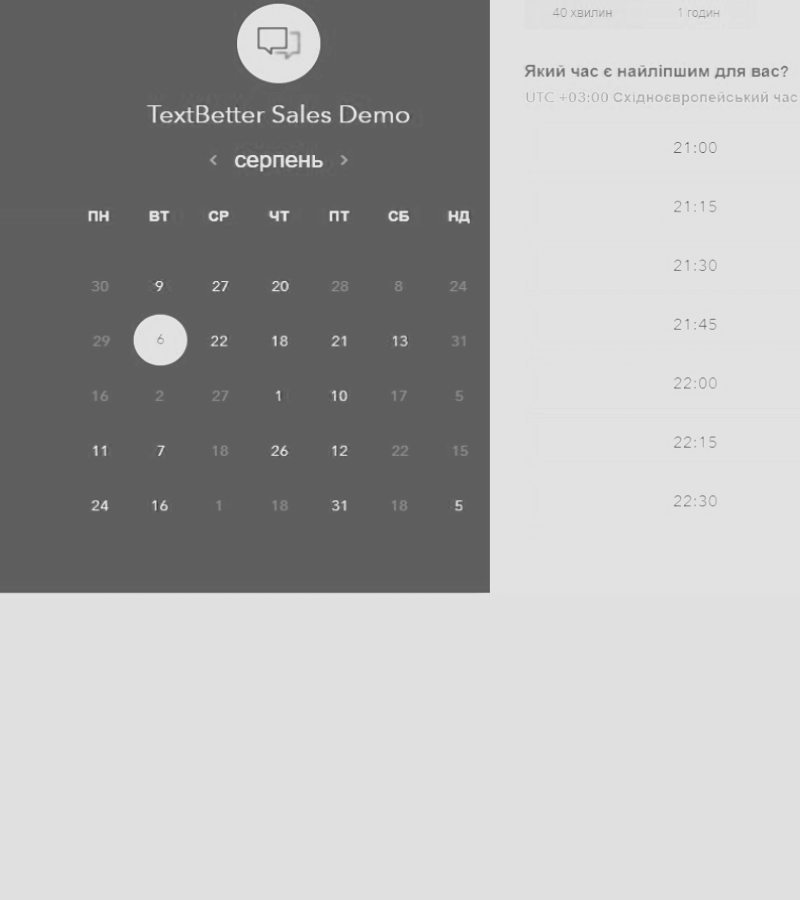 TextBetter Sales Demo
серпень
ПН ВТ СР ЧТ ПТ СБ НД
30 9 27 20 28 8 24
29 6 22 18 21 13 31
16 2 27 1 10 17 5
11 7 18 26 12 22 15
24 16 1 18 31 18 5
40 хвилин 1 годин
Який час є найліпшим для вас?
UTC +03:00 Східноєвропейський час
21:00
21:15
21:30
21:45
22:00
22:15
22:30